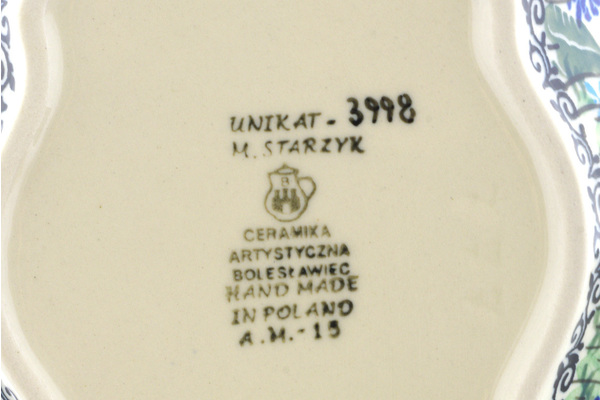 UNIKAT - 3998
M. STARZYK
B
CERAMIKA
ARTYSTYCZNA
BOLESŁAWIEC
HAND MADE
IN POLAND
A.M.-15